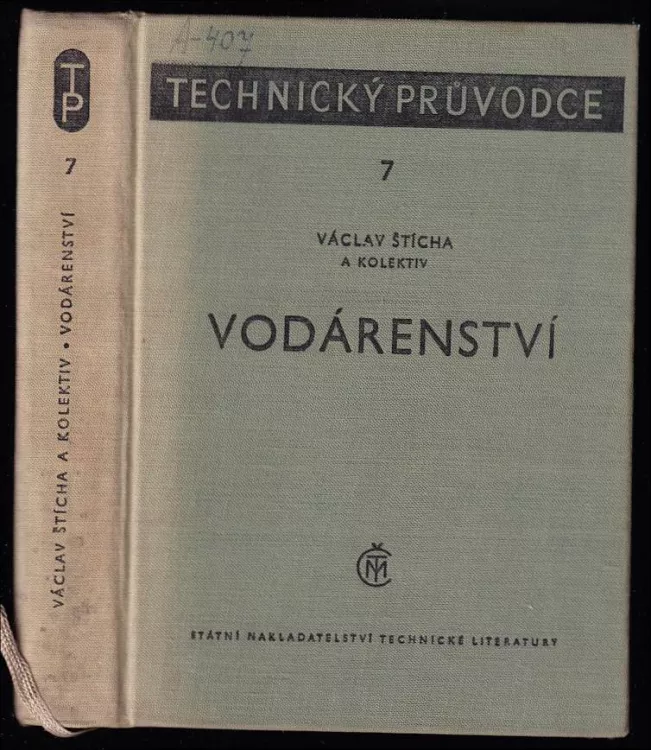 TP
7
VÁCLAV ŠTÍCHA A KOLEKTIV • VODÁRENSTVÍ
A-407
TECHNICKÝ PRŮVODCE
7
VÁCLAV ŠTÍCHA
A KOLEKTIV
VODÁRENSTVÍ
STÁTNÍ NAKLADATELSTVÍ TECHNICKÉ LITERATURY